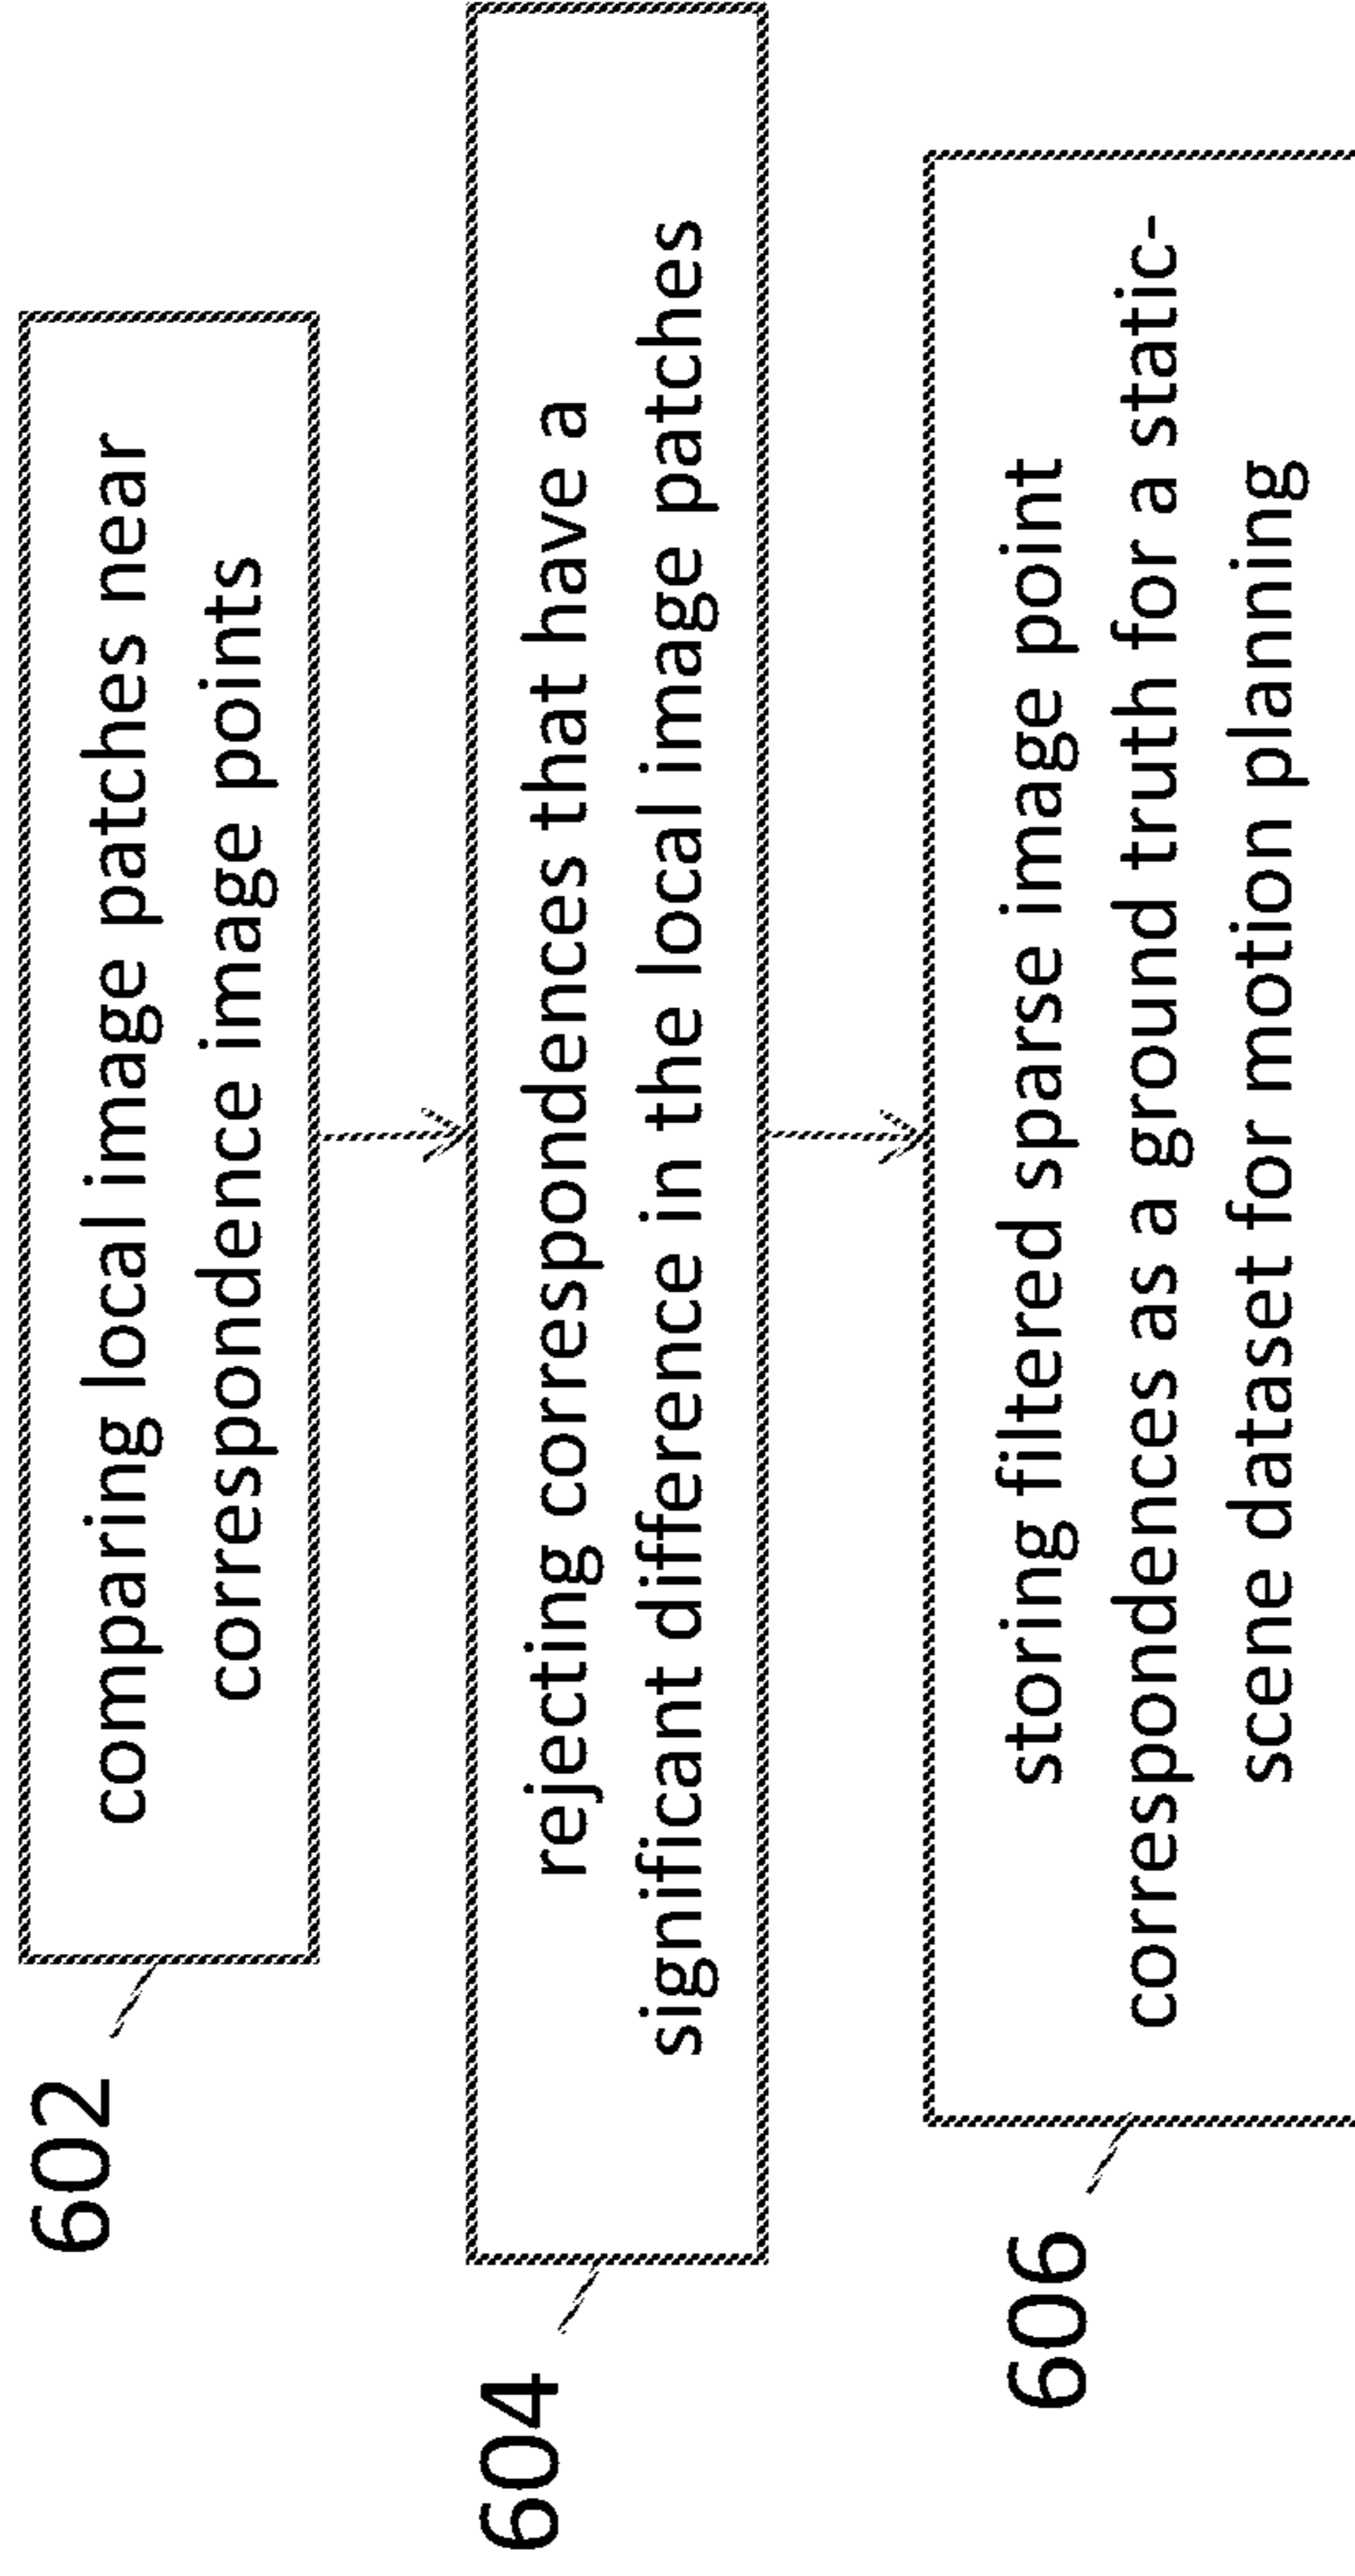 602
comparing local image patches near
correspondence image points
604
rejecting correspondences that have a
significant difference in the local image patches
606
storing filtered sparse image point
correspondences as a ground truth for a static-
scene dataset for motion planning